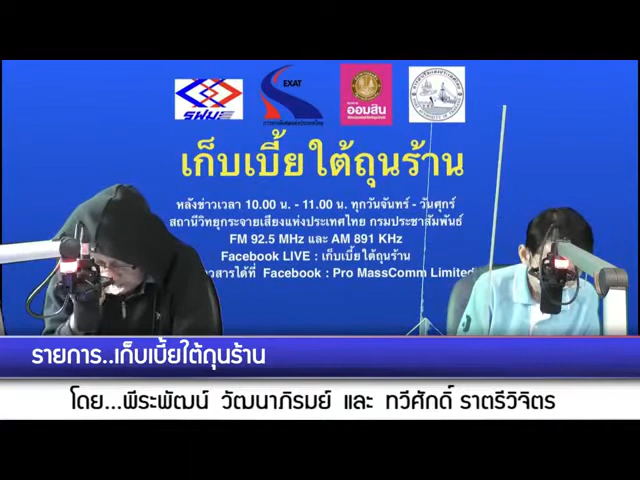 EXAT
ออมสิน
เก็บเบี้ยใต้ถุนร้าน
หลังข่าวเวลา 10.00 น. - 11.00 น. ทุกวันจันทร์ - วันศุกร์
สถานีวิทยุกระจายเสียงแห่งประเทศไทย กรมประชาสัมพันธ์
FM 92.5 MHz และ AM 891 KHz
Facebook LIVE : เก็บเบี้ยใต้ถุนร้าน
วสารได้ที่ Facebook : Pro MassComm Limited
รายการ..เก็บเบี้ยใต้ถุนร้าน
โดย...พีระพัฒน์ วัฒนาภิรมย์ และ ทวีศักดิ์ ราตรีวิจิตร